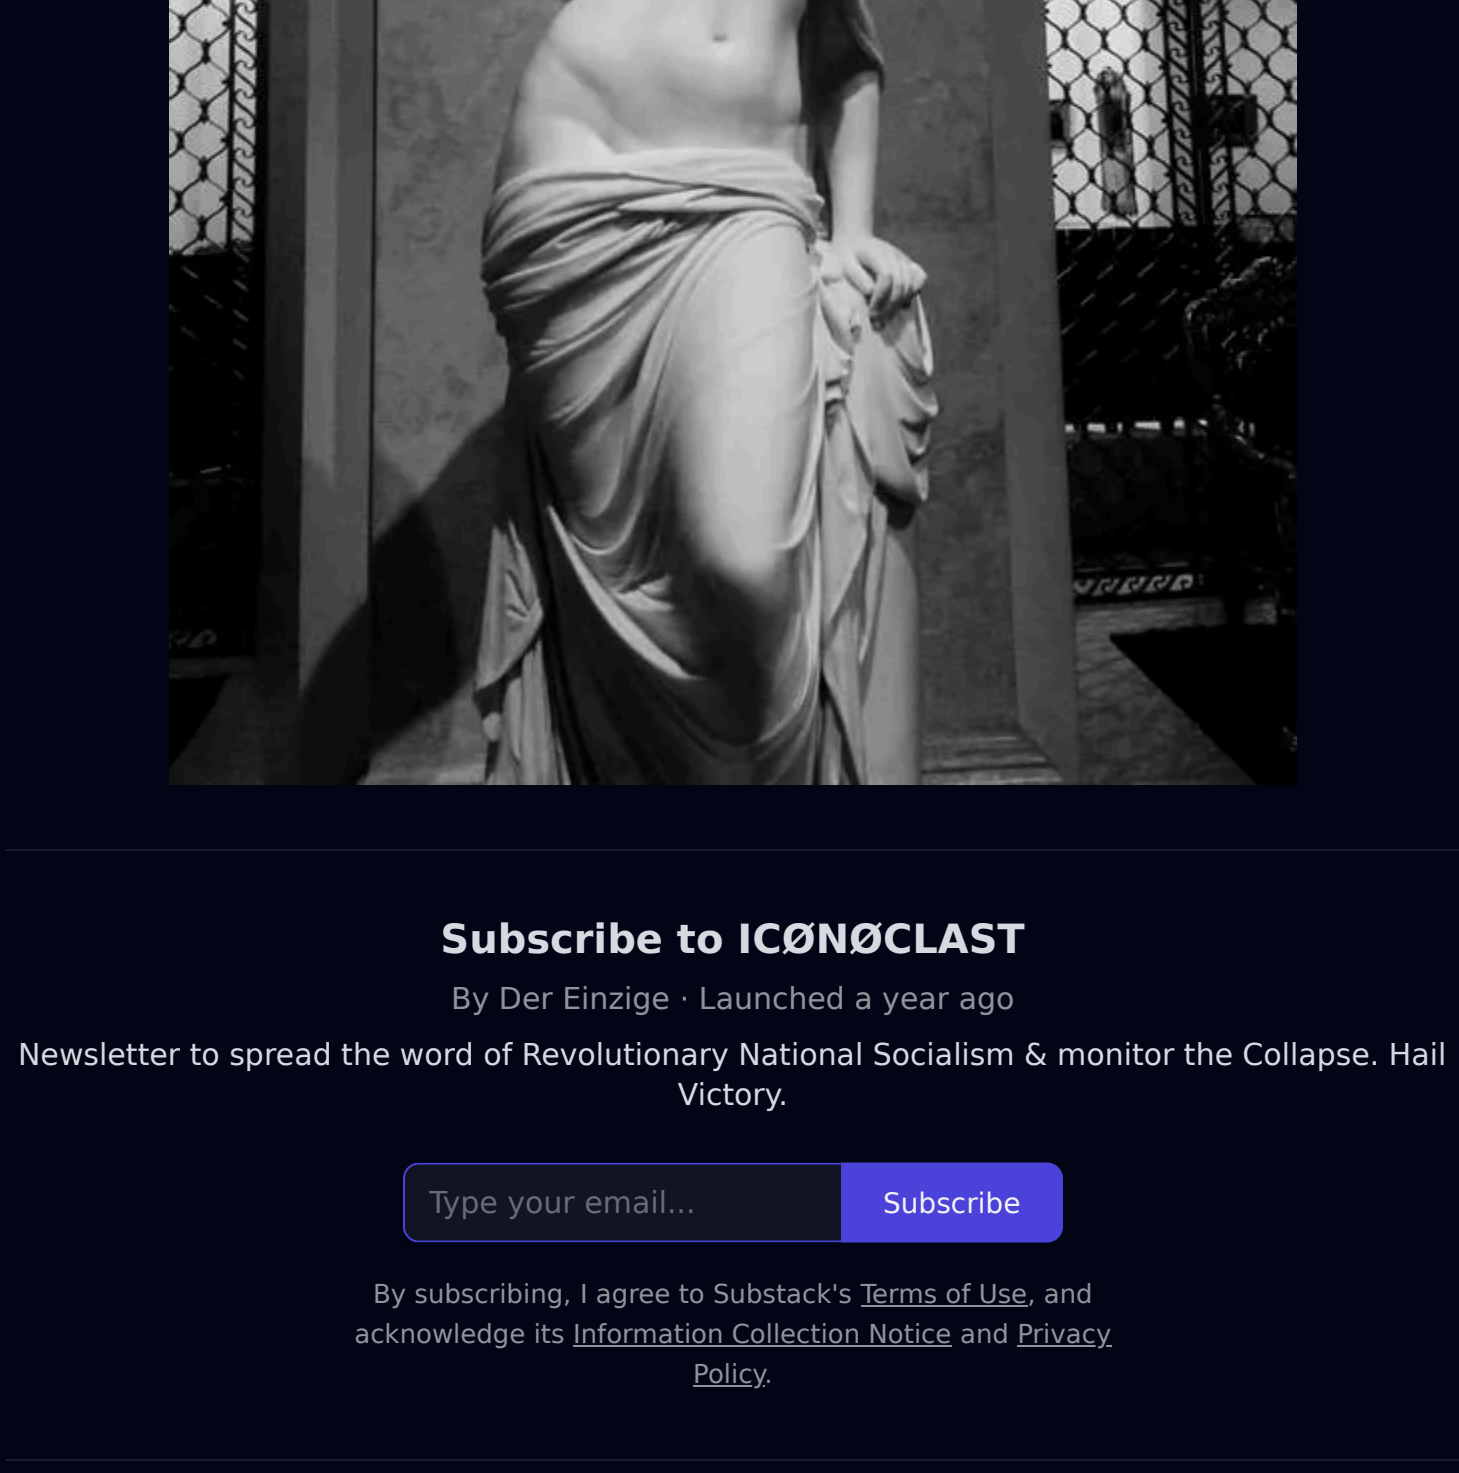 Subscribe to ICØNØCLAST
By Der Einzige · Launched a year ago
Newsletter to spread the word of Revolutionary National Socialism & monitor the Collapse. Hail
Victory.
Type your email...
Subscribe
By subscribing, I agree to Substack's Terms of Use, and
acknowledge its Information Collection Notice and Privacy
Policy.